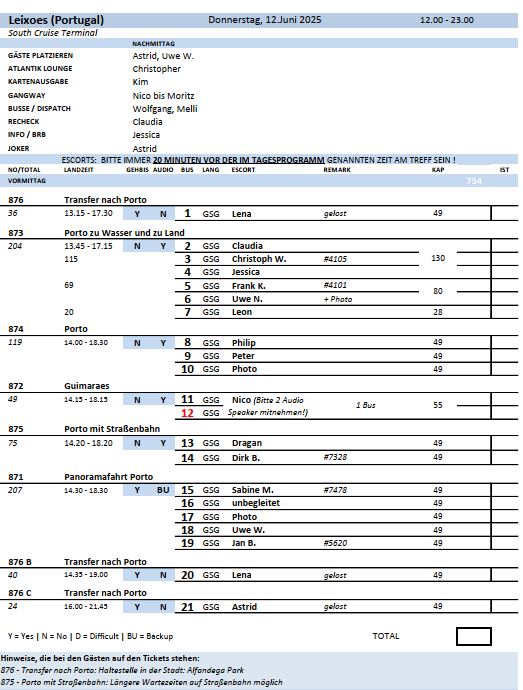 Leixoes (Portugal) Donnerstag, 12.Juni 2025 12.00 - 23.00
South Cruise Terminal
NACHMITTAG
GÄSTE PLATZIEREN Astrid, Uwe W.
ATLANTIK LOUNGE Christopher
KARTENAUSGABE Kim
GANGWAY Nico bis Moritz
BUSSE / DISPATCH Wolfgang, Melli
RECHECK Claudia
INFO / BRB Jessica
JOKER Astrid
ESCORTS: BITTE IMMER 20 MINUTEN VOR DER IM TAGESPROGRAMM GENANNTEN ZEIT AM TREFF SEIN !
NO/TOTAL LANDZEIT GEHBIS AUDIO BUS LANG ESCORT REMARK KAP IST
VORMITTAG 754
876 Transfer nach Porto
36 13.15 - 17.30 Y N 1 GSG Lena gelost 49
873 Porto zu Wasser und zu Land
204 13.45 - 17.15 N Y 2 GSG Claudia
115 3 GSG Christoph W. #4105 130
4 GSG Jessica
69 5 GSG Frank K. #4101 80
6 GSG Uwe N. + Photo
20 7 GSG Leon 28
874 Porto
119 14.00 - 18.30 N Y 8 GSG Philip 49
9 GSG Peter 49
10 GSG Photo 49
872 Guimaraes
49 14.15 - 18.15 N Y 11 GSG Nico (Bitte 2 Audio 1 Bus 55
12 GSG Speaker mitnehmen!)
875 Porto mit Straßenbahn
75 14.20 - 18.20 N Y 13 GSG Dragan 49
14 GSG Dirk B. #7328 49
871 Panoramafahrt Porto
207 14.30 - 18.30 Y BU 15 GSG Sabine M. #7478 49
16 GSG unbegleitet 49
17 GSG Photo 49
18 GSG Uwe W. 49
19 GSG Jan B. #5620 49
876 B Transfer nach Porto
40 14.35 - 19.00 Y N 20 GSG Lena gelost 49
876 C Transfer nach Porto
24 16.00 - 21.45 Y N 21 GSG Astrid gelost 49
Y = Yes | N = No | D = Difficult | BU = Backup TOTAL
Hinweise, die bei den Gästen auf den Tickets stehen:
876 - Transfer nach Porto: Haltestelle in der Stadt: Alfandega Park
875 - Porto mit Straßenbahn: Längere Wartezeiten auf Straßenbahn möglich